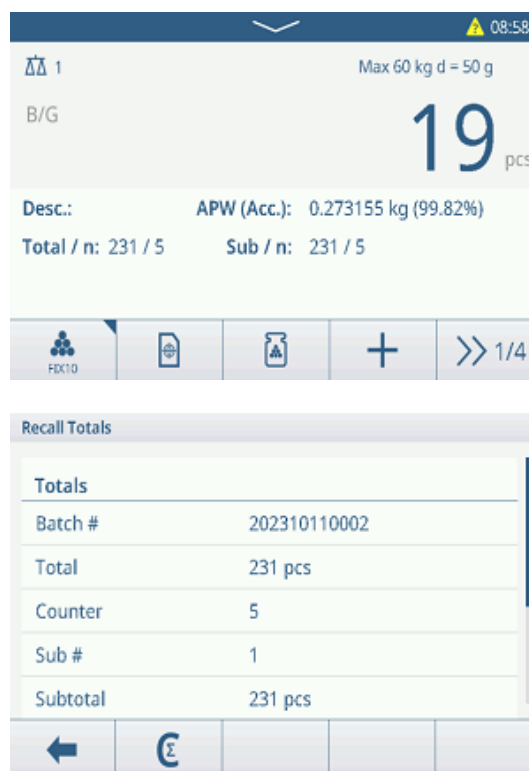 08:58
1
Max 60 kg d = 50 g
B/G
19 pcs
Desc.: APW (Acc.): 0.273155 kg (99.82%)
Total / n: 231 / 5 Sub / n: 231 / 5
FIX10
1/4
Recall Totals
Totals
Batch # 202310110002
Total 231 pcs
Counter 5
Sub # 1
Subtotal 231 pcs